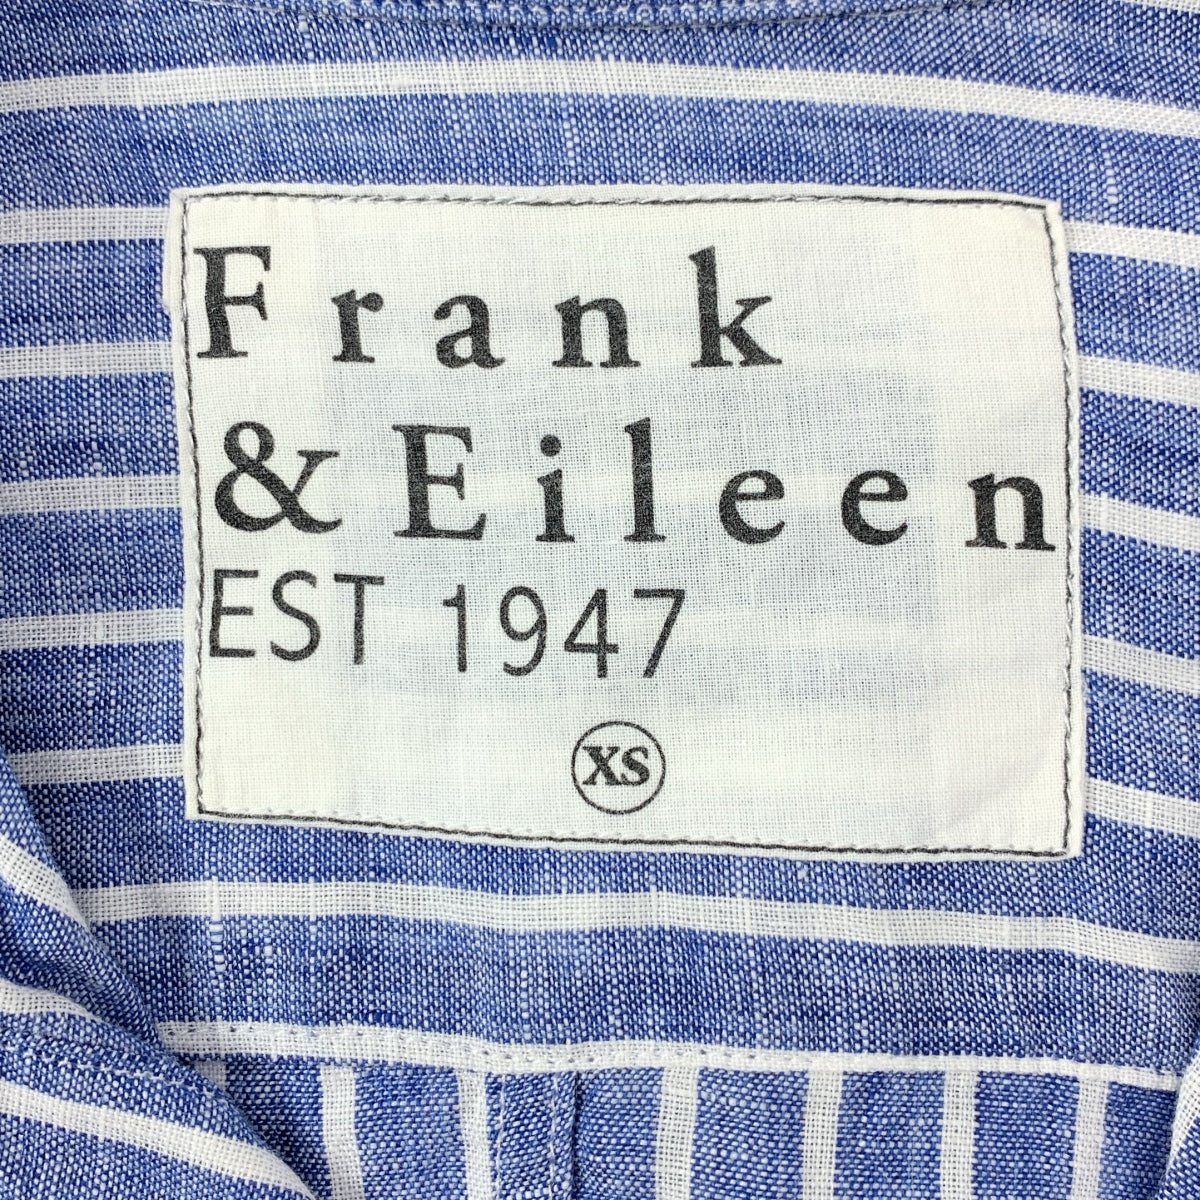 Frank
& Eileen
EST 1947
XS